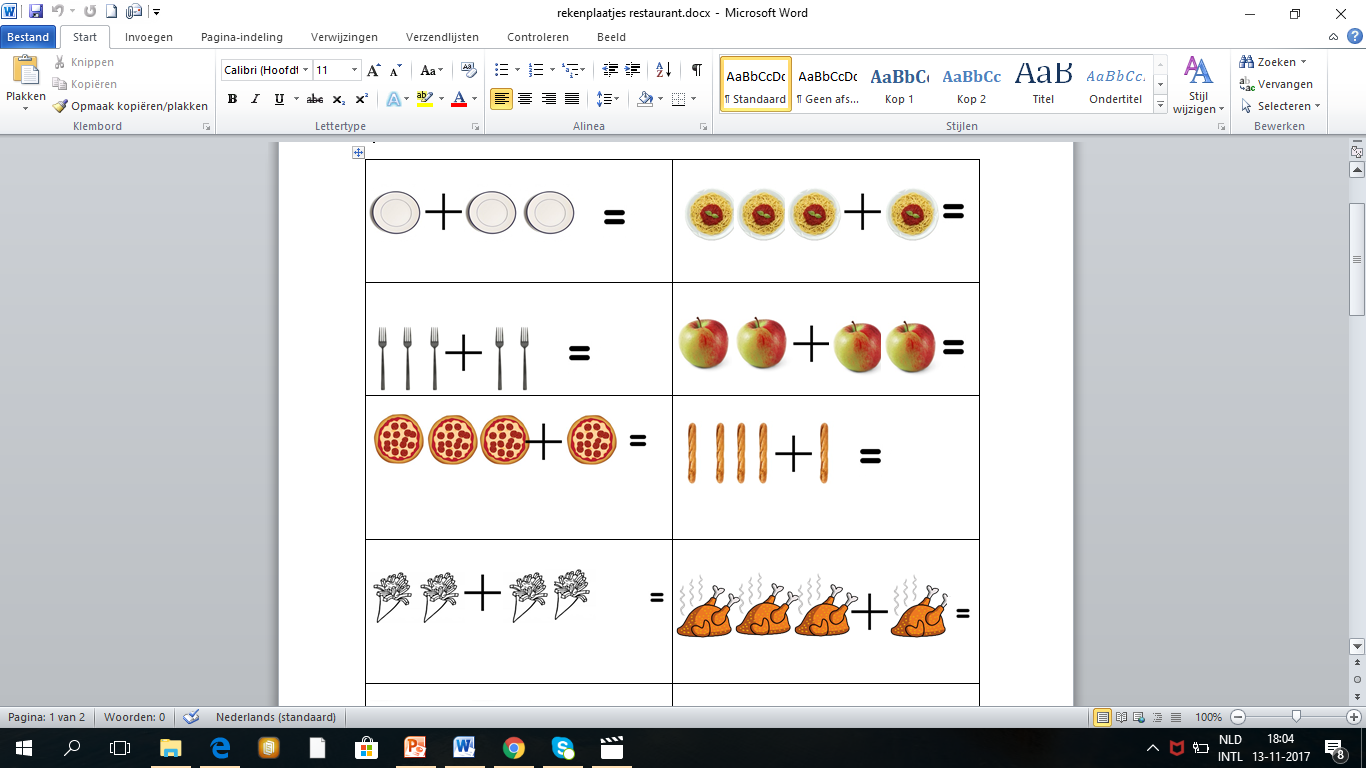 rekenplaatjes restaurant.docx - Microsoft Word
Bestand Start Invoegen Pagina-indeling Verwijzingen Verzendlijsten Controleren Beeld
Plakken
Knippen
Kopiëren
Opmaak kopiëren/plakken
Klembord
Calibri (Hoofdt 11
Lettertype
Alinea
AaBbCcDc AaBbCcDc AaBbC AaBbCc AaB AaBbCc.
¶ Standaard ¶ Geen afs... Kop 1 Kop 2 Titel Ondertitel
Stijl wijzigen
Stijlen
Zoeken
Vervangen
Selecteren
Bewerken
+ = + =
+ = + =
+ = + =
+ = + =
Pagina: 1 van 2 Woorden: 0 Nederlands (standaard) 100%
NLD 18:04
INTL 13-11-2017 8